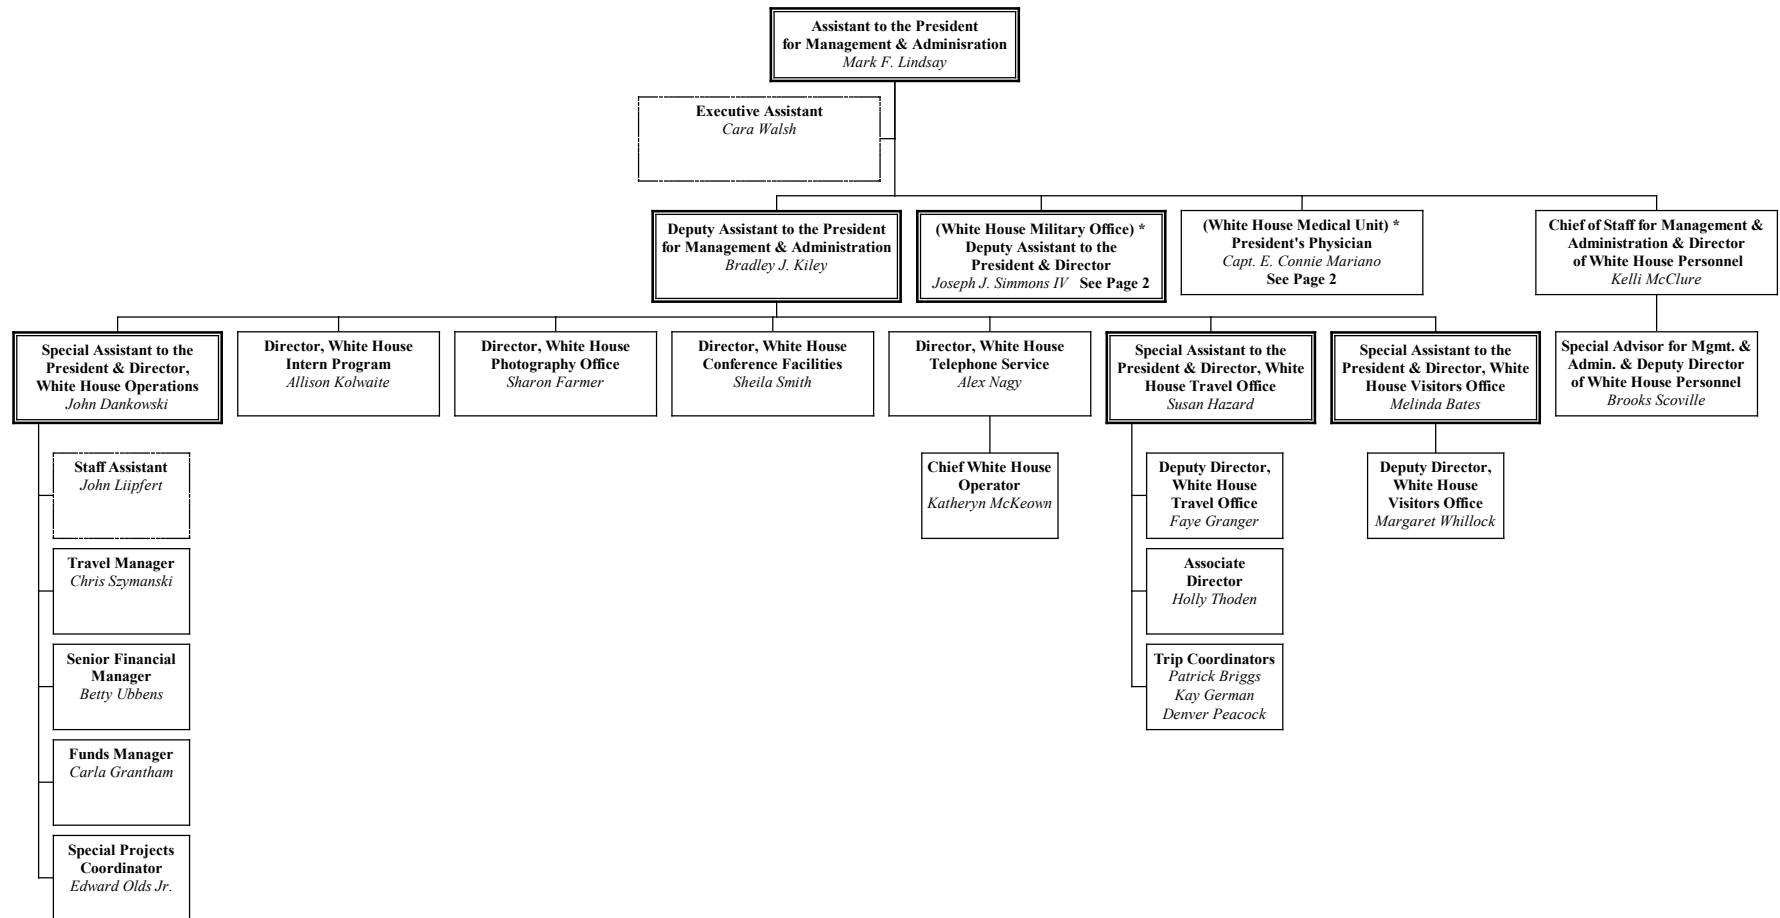 Assistant to the President
for Management & Adminisration
Mark F. Lindsay
Executive Assistant
Cara Walsh
Deputy Assistant to the President
for Management & Administration
Bradley J. Kiley
(White House Military Office) *
Deputy Assistant to the
President & Director
Joseph J. Simmons IV See Page 2
(White House Medical Unit) *
President's Physician
Capt. E. Connie Mariano
See Page 2
Chief of Staff for Management &
Administration & Director
of White House Personnel
Kelli McClure
Special Assistant to the
President & Director,
White House Operations
John Dankowski
Director, White House
Intern Program
Allison Kolwaite
Director, White House
Photography Office
Sharon Farmer
Director, White House
Conference Facilities
Sheila Smith
Director, White House
Telephone Service
Alex Nagy
Special Assistant to the
President & Director, White
House Travel Office
Susan Hazard
Special Assistant to the
President & Director, White
House Visitors Office
Melinda Bates
Special Advisor for Mgmt. &
Admin. & Deputy Director
of White House Personnel
Brooks Scoville
Staff Assistant
John Liipfert
Chief White House
Operator
Katheryn McKeown
Deputy Director,
White House
Travel Office
Faye Granger
Deputy Director,
White House
Visitors Office
Margaret Whillock
Travel Manager
Chris Szymanski
Associate
Director
Holly Thoden
Senior Financial
Manager
Betty Ubbens
Trip Coordinators
Patrick Briggs
Kay German
Denver Peacock
Funds Manager
Carla Grantham
Special Projects
Coordinator
Edward Olds Jr.